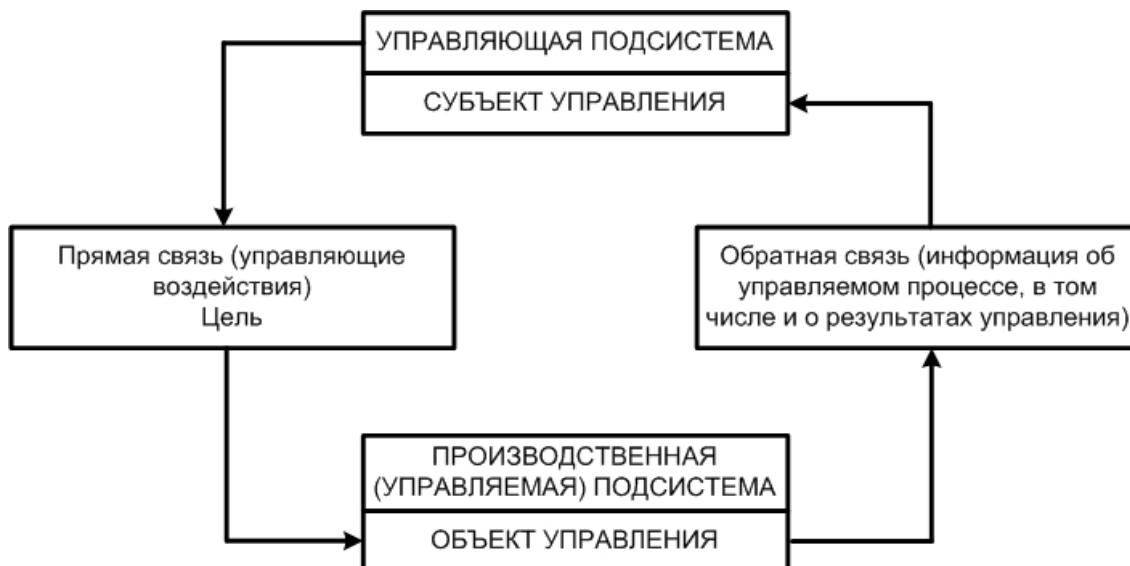 УПРАВЛЯЮЩАЯ ПОДСИСТЕМА
СУБЪЕКТ УПРАВЛЕНИЯ
Прямая связь (управляющие
воздействия)
Цель
Обратная связь (информация об
управляемом процессе, в том
числе и о результатах управления)
ПРОИЗВОДСТВЕННАЯ
(УПРАВЛЯЕМАЯ) ПОДСИСТЕМА
ОБЪЕКТ УПРАВЛЕНИЯ